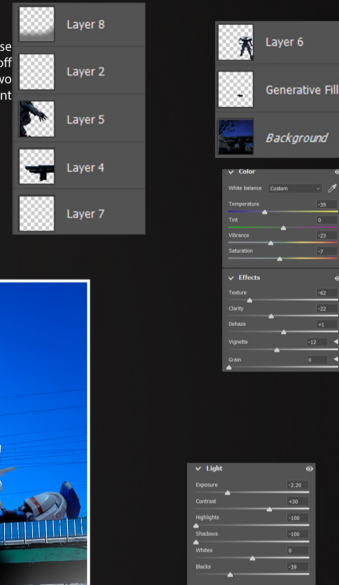 Layer 8
se
off
Layer 2
wo
nt
Layer 5
Layer 4
Layer 7
Layer 6
Generative Fill
Background
Color
White balance Custom
Temperature -35
Tint 0
Vibrance -23
Saturation -7
Effects
Texture -62
Clarity -22
Dehaze +1
Vignette -12
Grain 0
Light
Exposure -2.20
Contrast +30
Highlights -100
Shadows -100
Whites 0
Blacks -39